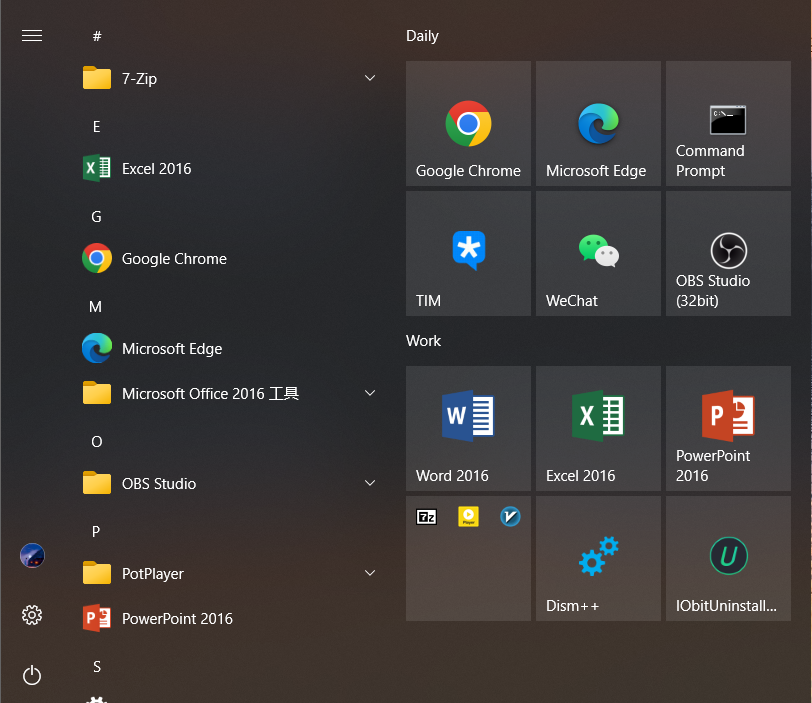 #
7-Zip
E
Excel 2016
G
Google Chrome
M
Microsoft Edge
Microsoft Office 2016 工具
O
OBS Studio
P
PotPlayer
PowerPoint 2016
S
Daily
Google Chrome
Microsoft Edge
Command
Prompt
TIM
WeChat
OBS Studio
(32bit)
Work
W
Word 2016
X
Excel 2016
P
PowerPoint
2016
7z
Player
V
Dism++
U
IObitUninstall...